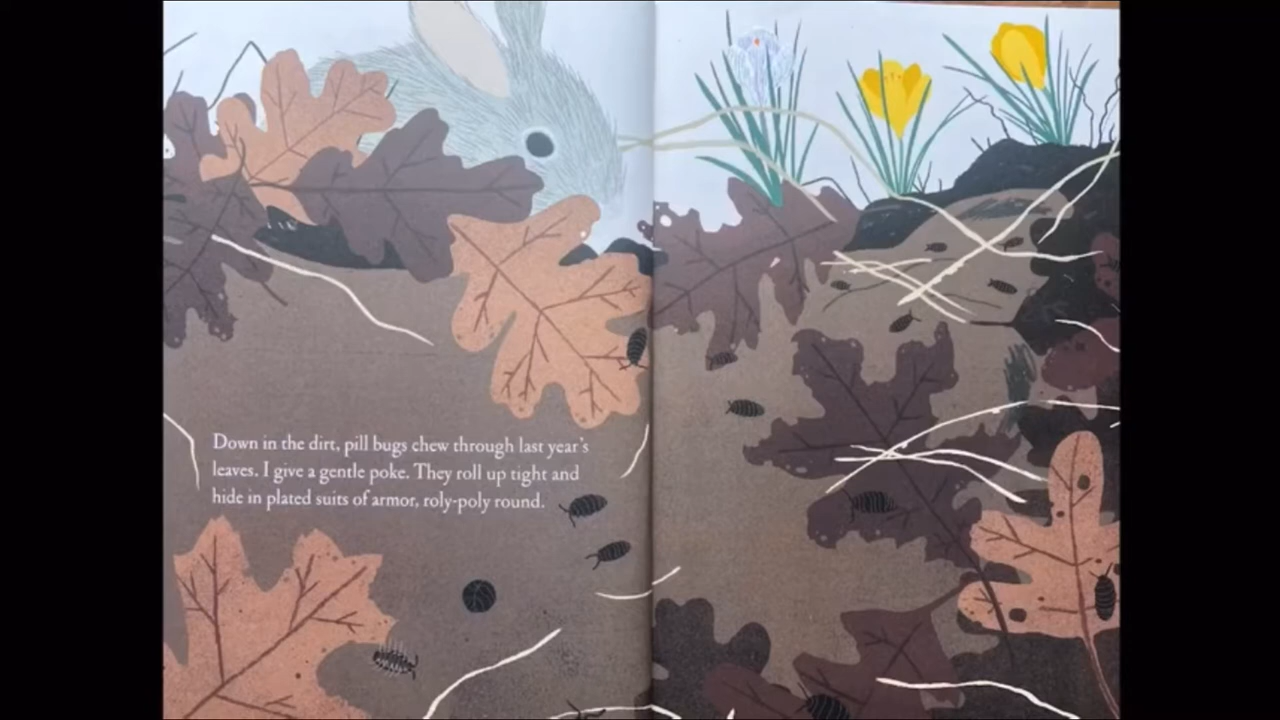 Down in the dirt, pill bugs chew through last year's
leaves. I give a gentle poke. They roll up tight and
hide in plated suits of armor, roly-poly round.